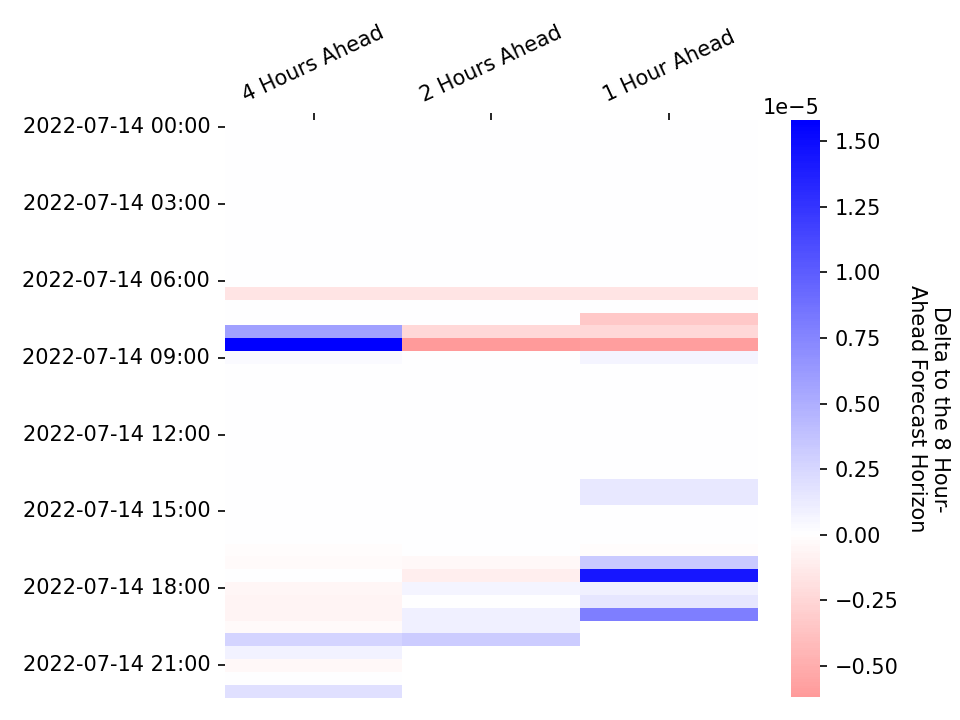 4 Hours Ahead
2 Hours Ahead
1 Hour Ahead
1e−5
2022-07-14 00:00
2022-07-14 03:00
2022-07-14 06:00
2022-07-14 09:00
2022-07-14 12:00
2022-07-14 15:00
2022-07-14 18:00
2022-07-14 21:00
1.50
1.25
1.00
0.75
0.50
0.25
0.00
−0.25
−0.50
Delta to the 8 Hour-
Ahead Forecast Horizon